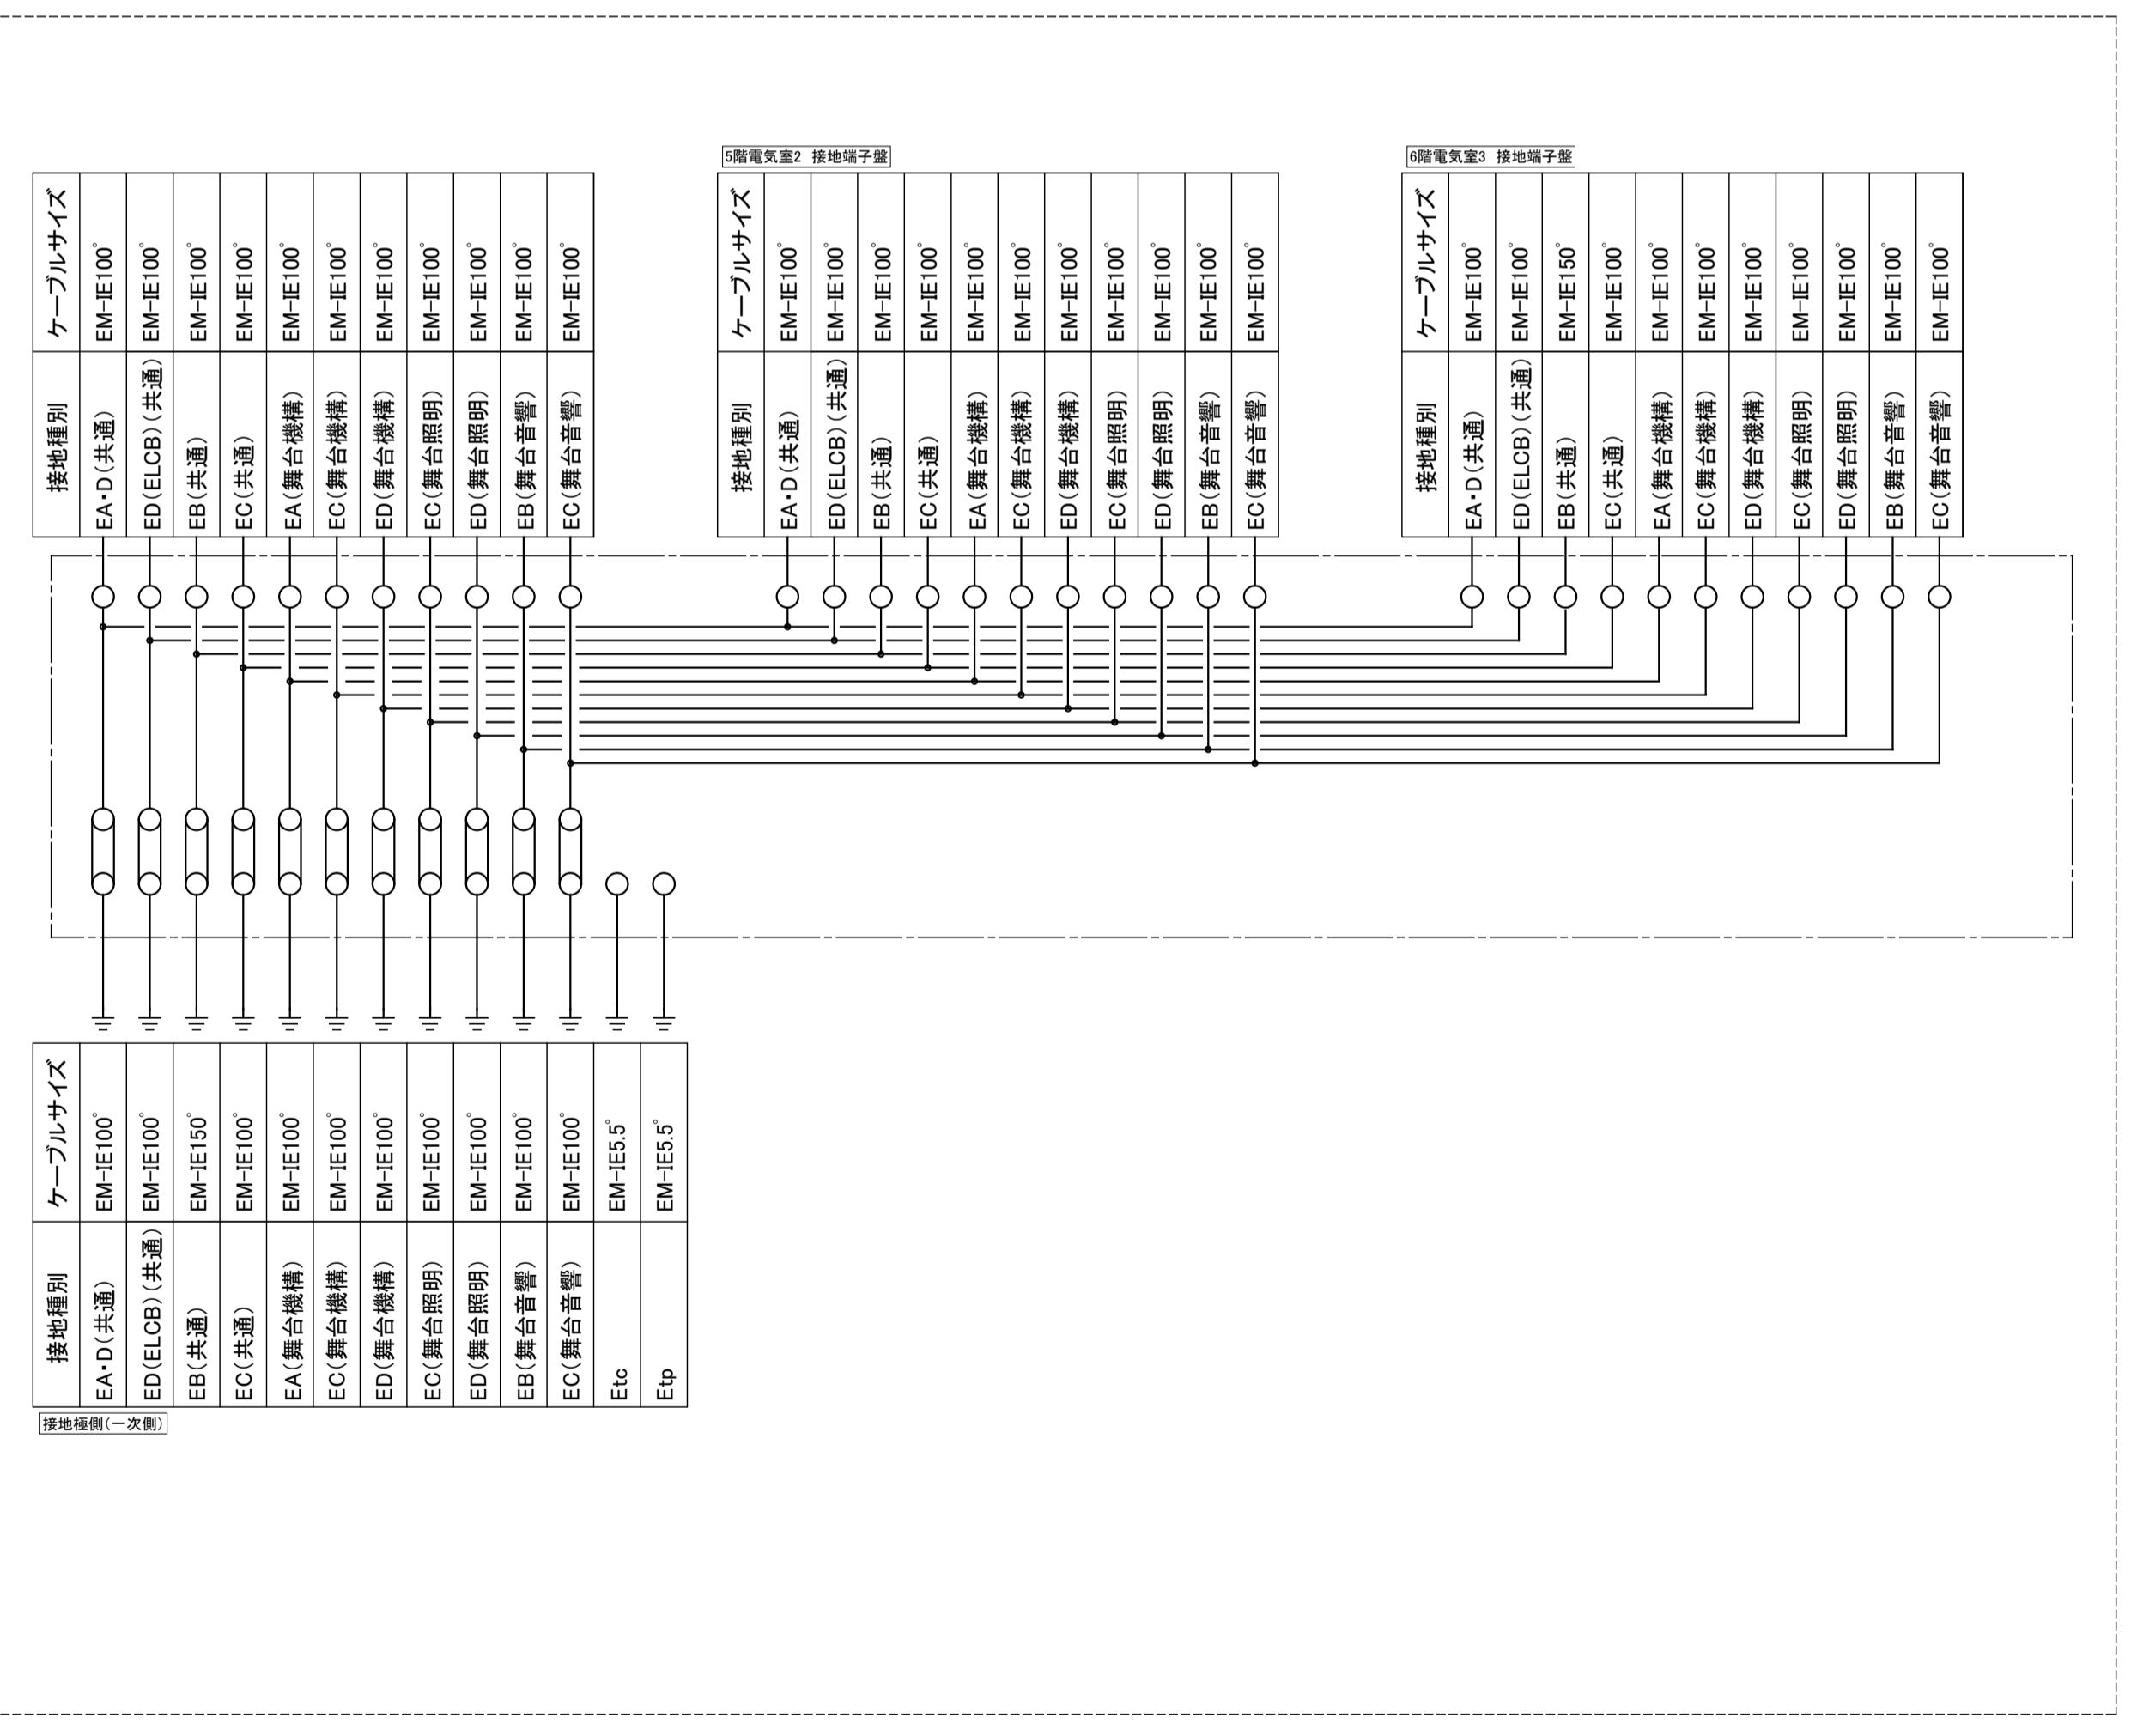 ケーブルサイズ
EM-IE100°
EM-IE100°
EM-IE100°
EM-IE100°
EM-IE100°
EM-IE100°
EM-IE100°
EM-IE100°
EM-IE100°
EM-IE100°
EM-IE100°
接地種別
EA・D(共通)
ED(ELCB)(共通)
EB(共通)
EC(共通)
EA(舞台機構)
EC(舞台機構)
ED(舞台機構)
EC(舞台照明)
ED(舞台照明)
EB(舞台音響)
EC(舞台音響)
5階電気室2 接地端子盤
ケーブルサイズ
EM-IE100°
EM-IE100°
EM-IE100°
EM-IE100°
EM-IE100°
EM-IE100°
EM-IE100°
EM-IE100°
EM-IE100°
EM-IE100°
EM-IE100°
接地種別
EA・D(共通)
ED(ELCB)(共通)
EB(共通)
EC(共通)
EA(舞台機構)
EC(舞台機構)
ED(舞台機構)
EC(舞台照明)
ED(舞台照明)
EB(舞台音響)
EC(舞台音響)
6階電気室3 接地端子盤
ケーブルサイズ
EM-IE100°
EM-IE100°
EM-IE150°
EM-IE100°
EM-IE100°
EM-IE100°
EM-IE100°
EM-IE100°
EM-IE100°
EM-IE100°
EM-IE100°
接地種別
EA・D(共通)
ED(ELCB)(共通)
EB(共通)
EC(共通)
EA(舞台機構)
EC(舞台機構)
ED(舞台機構)
EC(舞台照明)
ED(舞台照明)
EB(舞台音響)
EC(舞台音響)
ケーブルサイズ
EM-IE100°
EM-IE100°
EM-IE150°
EM-IE100°
EM-IE100°
EM-IE100°
EM-IE100°
EM-IE100°
EM-IE100°
EM-IE100°
EM-IE100°
EM-IE5.5°
EM-IE5.5°
接地種別
EA・D(共通)
ED(ELCB)(共通)
EB(共通)
EC(共通)
EA(舞台機構)
EC(舞台機構)
ED(舞台機構)
EC(舞台照明)
ED(舞台照明)
EB(舞台音響)
EC(舞台音響)
Etc
Etp
接地極側(一次側)